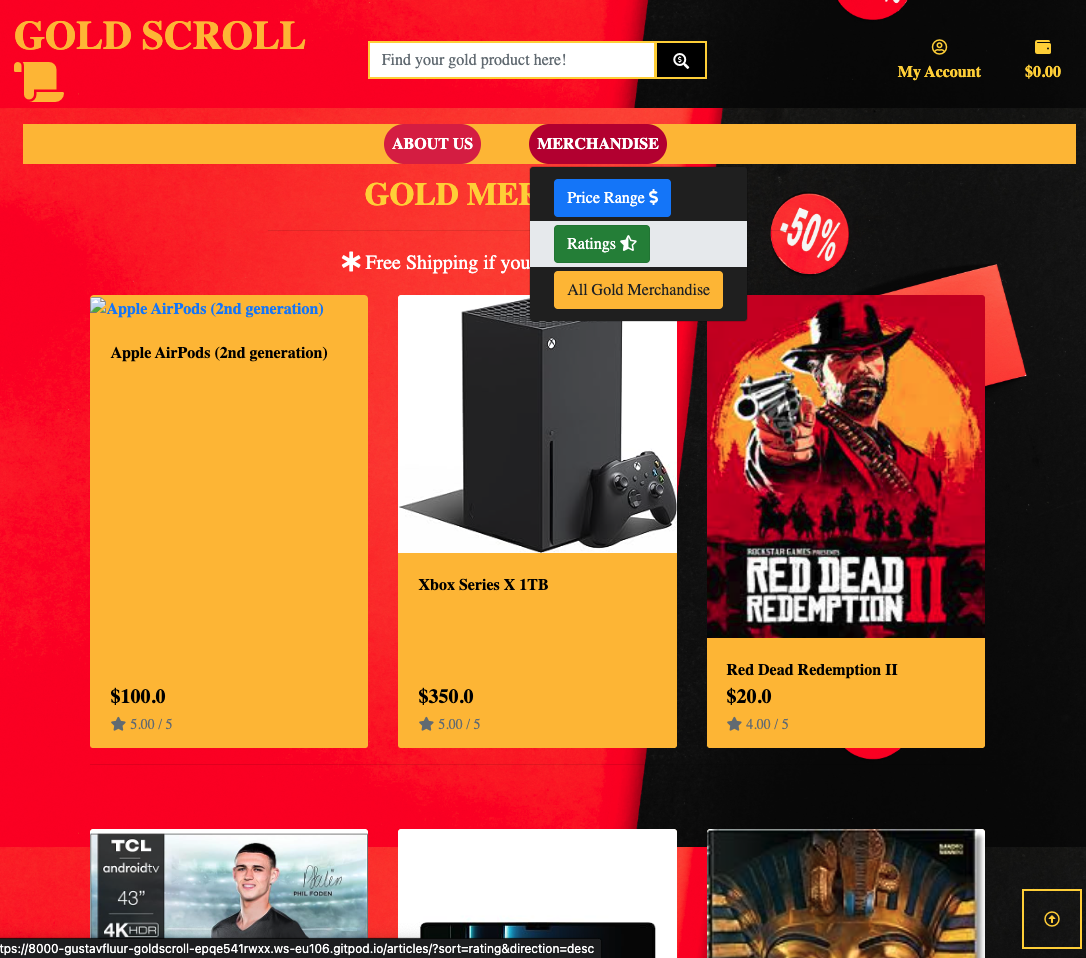 GOLD SCROLL
Find your gold product here!
My Account
$0.00
ABOUT US
MERCHANDISE
Price Range $
GOLD MER
-50%
Ratings
Free Shipping if you
All Gold Merchandise
Apple AirPods (2nd generation)
Apple AirPods (2nd generation)
$100.0
5.00 / 5
Xbox Series X 1TB
$350.0
5.00 / 5
ROCKSTAR GAMES PRESENTS
RED DEAD
REDEMPTION II
Red Dead Redemption II
$20.0
4.00 / 5
TCL
androidtv
43”
4K HDR
PHIL FODEN
tps://8000-gustavfluur-goldscroll-epqe541rwxx.ws-eu106.gitpod.io/articles/?sort=rating&direction=desc